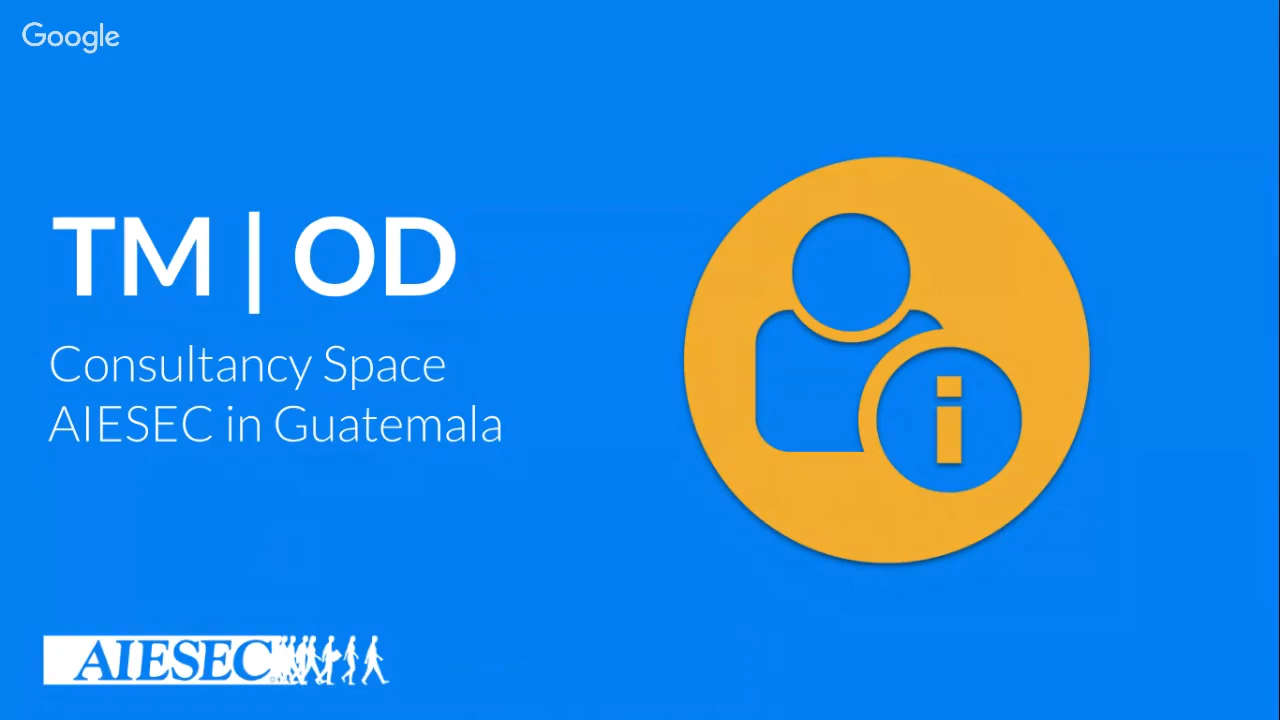 Google
TM | OD
Consultancy Space
AIESEC in Guatemala
i
AIESEC